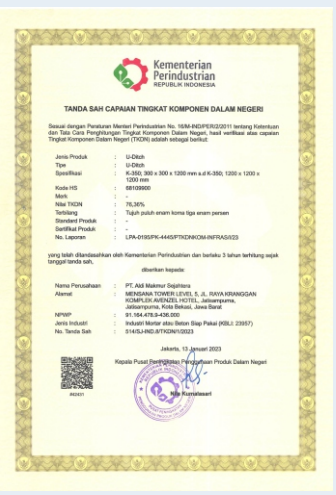 Kementerian
Perindustrian
REPUBLIK INDONESIA
TANDA SAH CAPAIAN TINGKAT KOMPONEN DALAM NEGERI
Sesuai dengan Peraturan Menteri Perindustrian No. 16/M-IND/PER/2/2011 tentang Ketentuan
dan Tata Cara Penghitungan Tingkat Komponen Dalam Negeri, hasil verifikasi atas capaian
Tingkat Komponen Dalam Negeri (TKDN) adalah sebagai berikut:
Jenis Produk : U-Ditch
Tipe : U-Ditch
Spesifikasi : K-350; 300 x 300 x 1200 mm s.d K-350; 1200 x 1200 x
1200 mm
Kode HS : 68109900
Merk : -
Nilai TKDN : 76,36%
Terbilang : Tujuh puluh enam koma tiga enam persen
Standard Produk : -
Sertifikat Produk : -
No. Laporan : LPA-0195/PK-4445/PTKDNKOM-INFRAS/I/23
yang telah ditandasahkan oleh Kementerian Perindustrian dan berlaku 3 tahun terhitung sejak
tanggal tanda sah,
diberikan kepada:
Nama Perusahaan : PT. Aldi Makmur Sejahtera
Alamat : MENSANA TOWER LEVEL 5, JL. RAYA KRANGGAN
KOMPLEK AVENZEL HOTEL, Jatisampurna,
Jatisampurna, Kota Bekasi, Jawa Barat
NPWP : 91.164.478.9-436.000
Jenis Industri : Industri Mortar atau Beton Siap Pakai (KBLI: 23957)
No. Tanda Sah : 514/SJ-IND.8/TKDN/1/2023
Jakarta, 13 Januari 2023
Kepala Pusat Peningkatan Penggunaan Produk Dalam Negeri
Nila Kumalasari